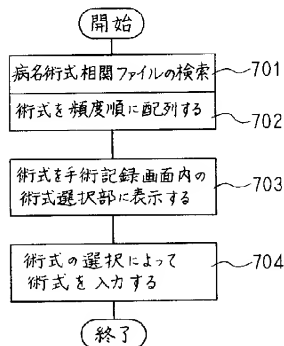 開始
病名術式相関ファイルの検索
701
術式を頻度順に配列する
702
術式を手術記録画面内の
術式選択部に表示する
703
術式の選択によって
術式を入力する
704
終了